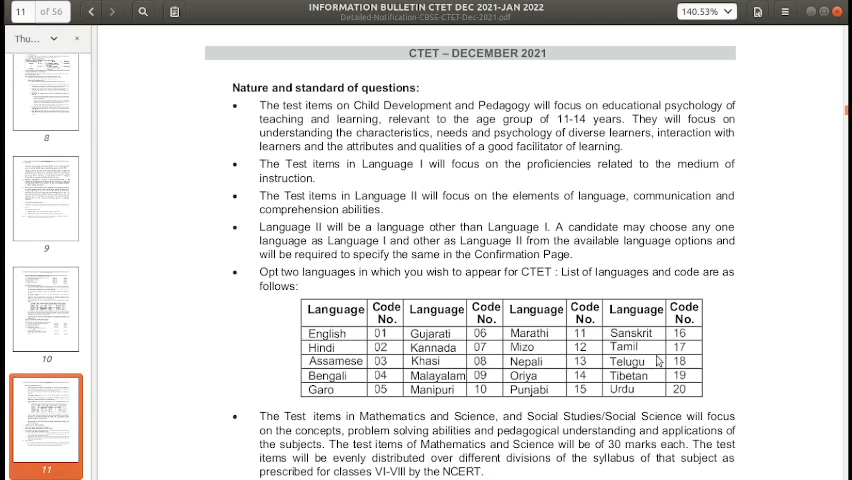 11 of 56
INFORMATION BULLETIN CTET DEC 2021-JAN 2022
Detailed-Notification-CBSE-CTET-Dec-2021.pdf
140.53%
Thu...
8
9
10
11
CTET – DECEMBER 2021
Nature and standard of questions:
• The test items on Child Development and Pedagogy will focus on educational psychology of
teaching and learning, relevant to the age group of 11-14 years. They will focus on
understanding the characteristics, needs and psychology of diverse learners, interaction with
learners and the attributes and qualities of a good facilitator of learning.
• The Test items in Language I will focus on the proficiencies related to the medium of
instruction.
• The Test items in Language II will focus on the elements of language, communication and
comprehension abilities.
• Language II will be a language other than Language I. A candidate may choose any one
language as Language I and other as Language II from the available language options and
will be required to specify the same in the Confirmation Page.
• Opt two languages in which you wish to appear for CTET : List of languages and code are as
follows:
Language Code No. Language Code No. Language Code No. Language Code No.
English 01 Gujarati 06 Marathi 11 Sanskrit 16
Hindi 02 Kannada 07 Mizo 12 Tamil 17
Assamese 03 Khasi 08 Nepali 13 Telugu 18
Bengali 04 Malayalam 09 Oriya 14 Tibetan 19
Garo 05 Manipuri 10 Punjabi 15 Urdu 20
• The Test items in Mathematics and Science, and Social Studies/Social Science will focus
on the concepts, problem solving abilities and pedagogical understanding and applications of
the subjects. The test items of Mathematics and Science will be of 30 marks each. The test
items will be evenly distributed over different divisions of the syllabus of that subject as
prescribed for classes VI-VIII by the NCERT.